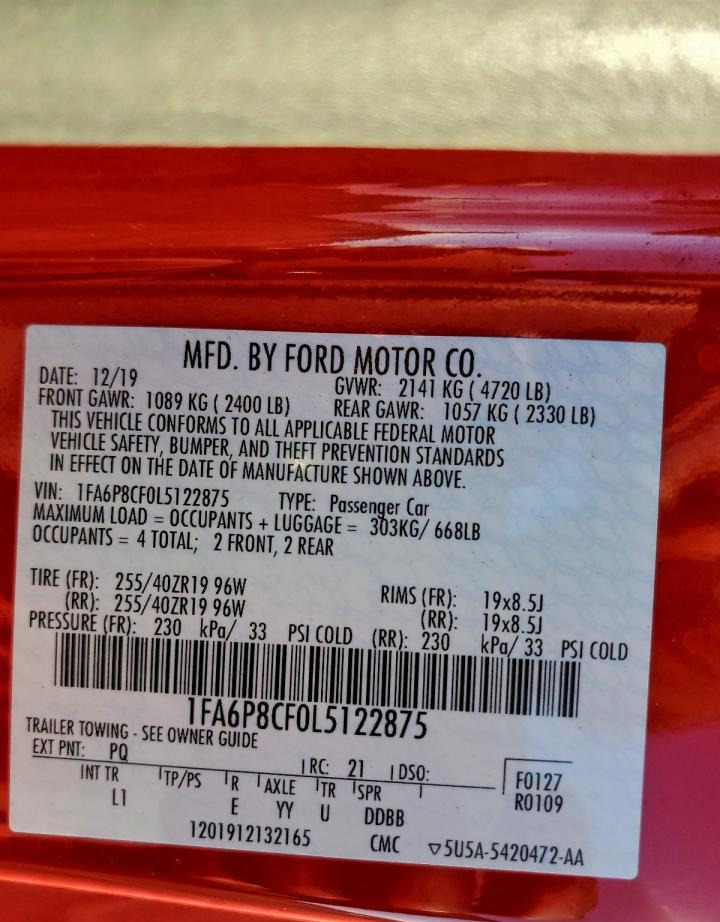 MFD. BY FORD MOTOR CO.
DATE: 12/19 GVWR: 2141 KG ( 4720 LB)
FRONT GAWR: 1089 KG ( 2400 LB) REAR GAWR: 1057 KG ( 2330 LB)
THIS VEHICLE CONFORMS TO ALL APPLICABLE FEDERAL MOTOR
VEHICLE SAFETY, BUMPER, AND THEFT PREVENTION STANDARDS
IN EFFECT ON THE DATE OF MANUFACTURE SHOWN ABOVE.
VIN: 1FA6P8CF0L5122875 TYPE: Passenger Car
MAXIMUM LOAD = OCCUPANTS + LUGGAGE = 303KG/ 668LB
OCCUPANTS = 4 TOTAL; 2 FRONT, 2 REAR
TIRE (FR): 255/40ZR19 96W RIMS (FR): 19x8.5J
(RR): 255/40ZR19 96W (RR): 19x8.5J
PRESSURE (FR): 230 kPa/ 33 PSI COLD (RR): 230 kPa/ 33 PSI COLD
1FA6P8CF0L5122875
TRAILER TOWING - SEE OWNER GUIDE
EXT PNT: PQ RC: 21 DSO: F0127
INT TR TP/PS R AXLE TR SPR R0109
L1 E YY U DDBB
1201912132165 CMC ▽5U5A-5420472-AA